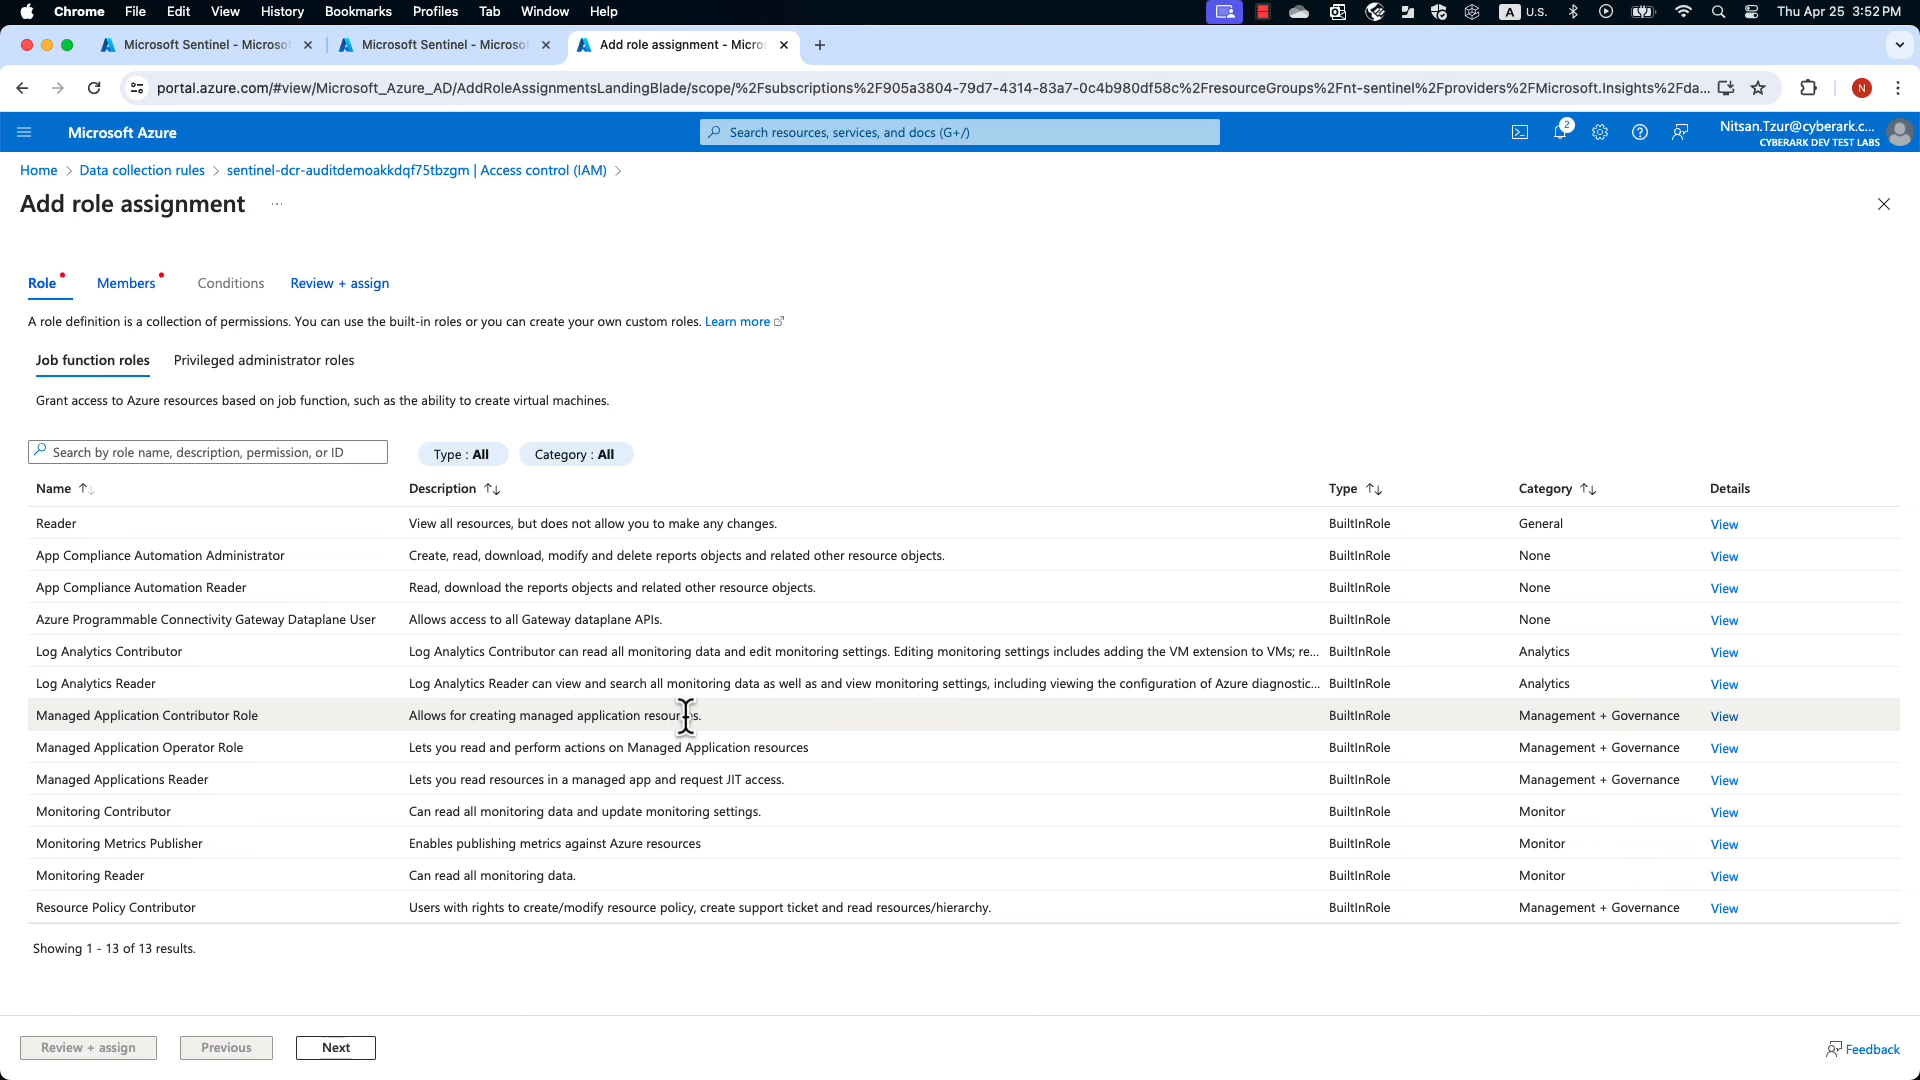 Chrome File Edit View History Bookmarks Profiles Tab Window Help
A U.S. Thu Apr 25 3:52 PM
Microsoft Sentinel - Microso
Microsoft Sentinel - Microso
Add role assignment - Micro
portal.azure.com/#view/Microsoft_Azure_AD/AddRoleAssignmentsLandingBlade/scope/%2Fsubscriptions%2F905a3804-79d7-4314-83a7-0c4b980df58c%2FresourceGroups%2Fnt-sentinel%2Fproviders%2FMicrosoft.Insights%2Fda...
N
Microsoft Azure
Search resources, services, and docs (G+/)
2
Nitsan.Tzur@cyberark.c...
CYBERARK DEV TEST LABS
Home > Data collection rules > sentinel-dcr-auditdemoakkdqf75tbzgm | Access control (IAM) >
Add role assignment ...
Role Members Conditions Review + assign
A role definition is a collection of permissions. You can use the built-in roles or you can create your own custom roles. Learn more
Job function roles Privileged administrator roles
Grant access to Azure resources based on job function, such as the ability to create virtual machines.
Search by role name, description, permission, or ID
Type : All
Category : All
Name Description Type Category Details
Reader View all resources, but does not allow you to make any changes. BuiltInRole General View
App Compliance Automation Administrator Create, read, download, modify and delete reports objects and related other resource objects. BuiltInRole None View
App Compliance Automation Reader Read, download the reports objects and related other resource objects. BuiltInRole None View
Azure Programmable Connectivity Gateway Dataplane User Allows access to all Gateway dataplane APIs. BuiltInRole None View
Log Analytics Contributor Log Analytics Contributor can read all monitoring data and edit monitoring settings. Editing monitoring settings includes adding the VM extension to VMs; re... BuiltInRole Analytics View
Log Analytics Reader Log Analytics Reader can view and search all monitoring data as well as and view monitoring settings, including viewing the configuration of Azure diagnostic... BuiltInRole Analytics View
Managed Application Contributor Role Allows for creating managed application resources. BuiltInRole Management + Governance View
Managed Application Operator Role Lets you read and perform actions on Managed Application resources BuiltInRole Management + Governance View
Managed Applications Reader Lets you read resources in a managed app and request JIT access. BuiltInRole Management + Governance View
Monitoring Contributor Can read all monitoring data and update monitoring settings. BuiltInRole Monitor View
Monitoring Metrics Publisher Enables publishing metrics against Azure resources BuiltInRole Monitor View
Monitoring Reader Can read all monitoring data. BuiltInRole Monitor View
Resource Policy Contributor Users with rights to create/modify resource policy, create support ticket and read resources/hierarchy. BuiltInRole Management + Governance View
Showing 1 - 13 of 13 results.
Review + assign Previous Next
Feedback